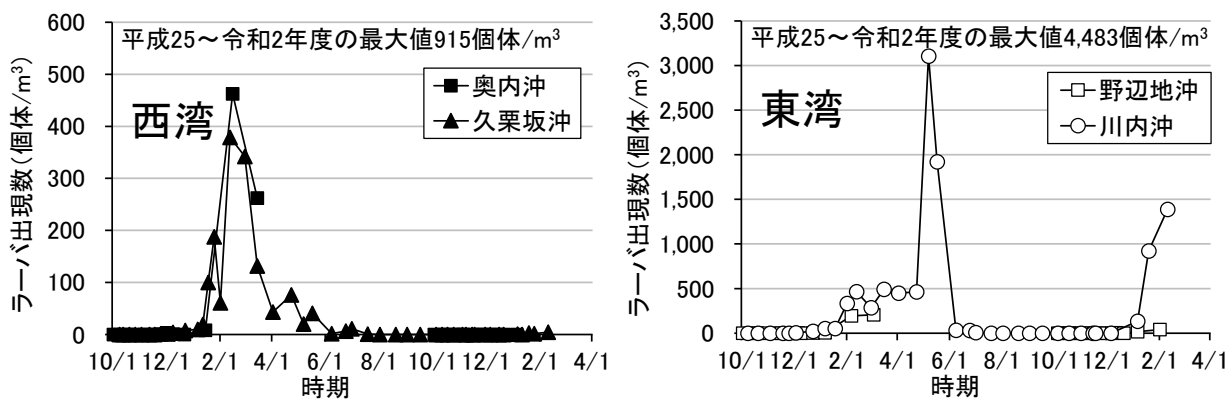 平成25～令和2年度の最大値915個体/m³
600
500
400
300
200
100
0
ラーバ出現数(個体/m³)
西湾
奥内沖
久栗坂沖
10/1 12/1 2/1 4/1 6/1 8/1 10/1 12/1 2/1 4/1
時期
平成25～令和2年度の最大値4,483個体/m³
3,500
3,000
2,500
2,000
1,500
1,000
500
0
ラーバ出現数(個体/m³)
東湾
野辺地沖
川内沖
10/1 12/1 2/1 4/1 6/1 8/1 10/1 12/1 2/1 4/1
時期